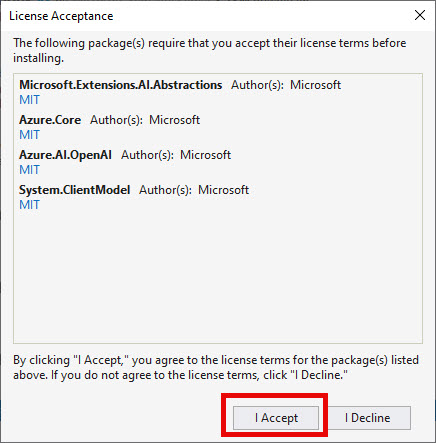 License Acceptance
The following package(s) require that you accept their license terms before
installing.
Microsoft.Extensions.AI.Abstractions Author(s): Microsoft
MIT
Azure.Core Author(s): Microsoft
MIT
Azure.AI.OpenAI Author(s): Microsoft
MIT
System.ClientModel Author(s): Microsoft
MIT
By clicking "I Accept," you agree to the license terms for the package(s) listed
above. If you do not agree to the license terms, click "I Decline."
I Accept I Decline